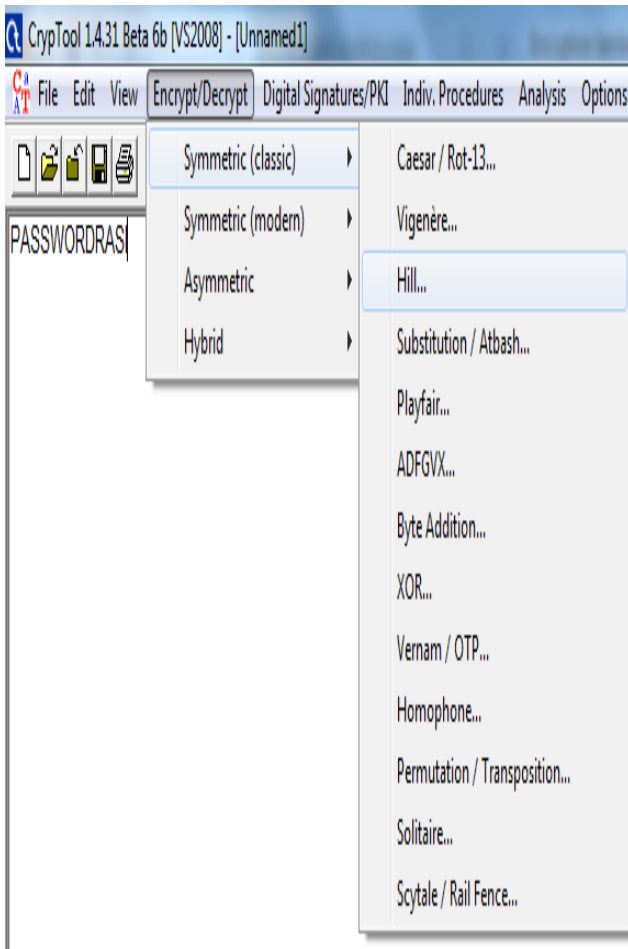 CrypTool 1.4.31 Beta 6b [VS2008] - [Unnamed1]
File Edit View Encrypt/Decrypt Digital Signatures/PKI Indiv. Procedures Analysis Options
Symmetric (classic)
Symmetric (modern)
Asymmetric
Hybrid
Caesar / Rot-13...
Vigenère...
Hill...
Substitution / Atbash...
Playfair...
ADFGVX...
Byte Addition...
XOR...
Vernam / OTP...
Homophone...
Permutation / Transposition...
Solitaire...
Scytale / Rail Fence...
PASSWORDRASI